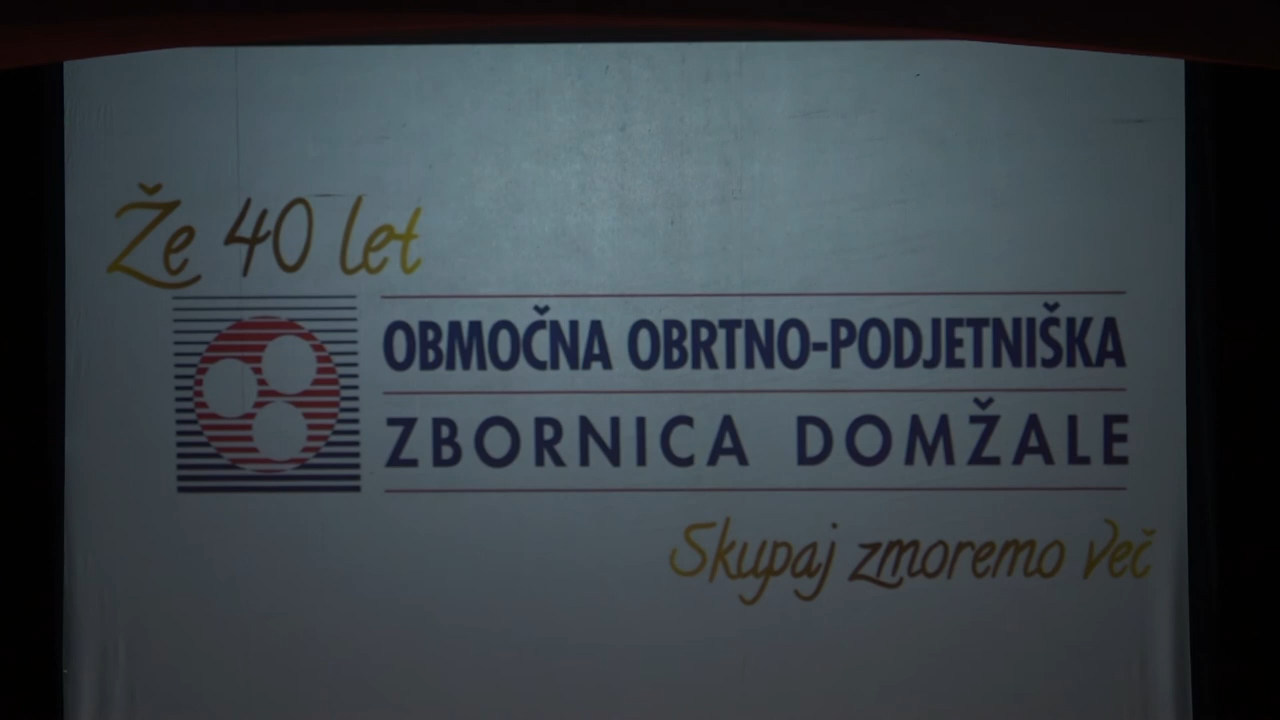 Že 40 let
OBMOČNA OBRTNO-PODJETNIŠKA
ZBORNICA DOMŽALE
Skupaj zmoremo več